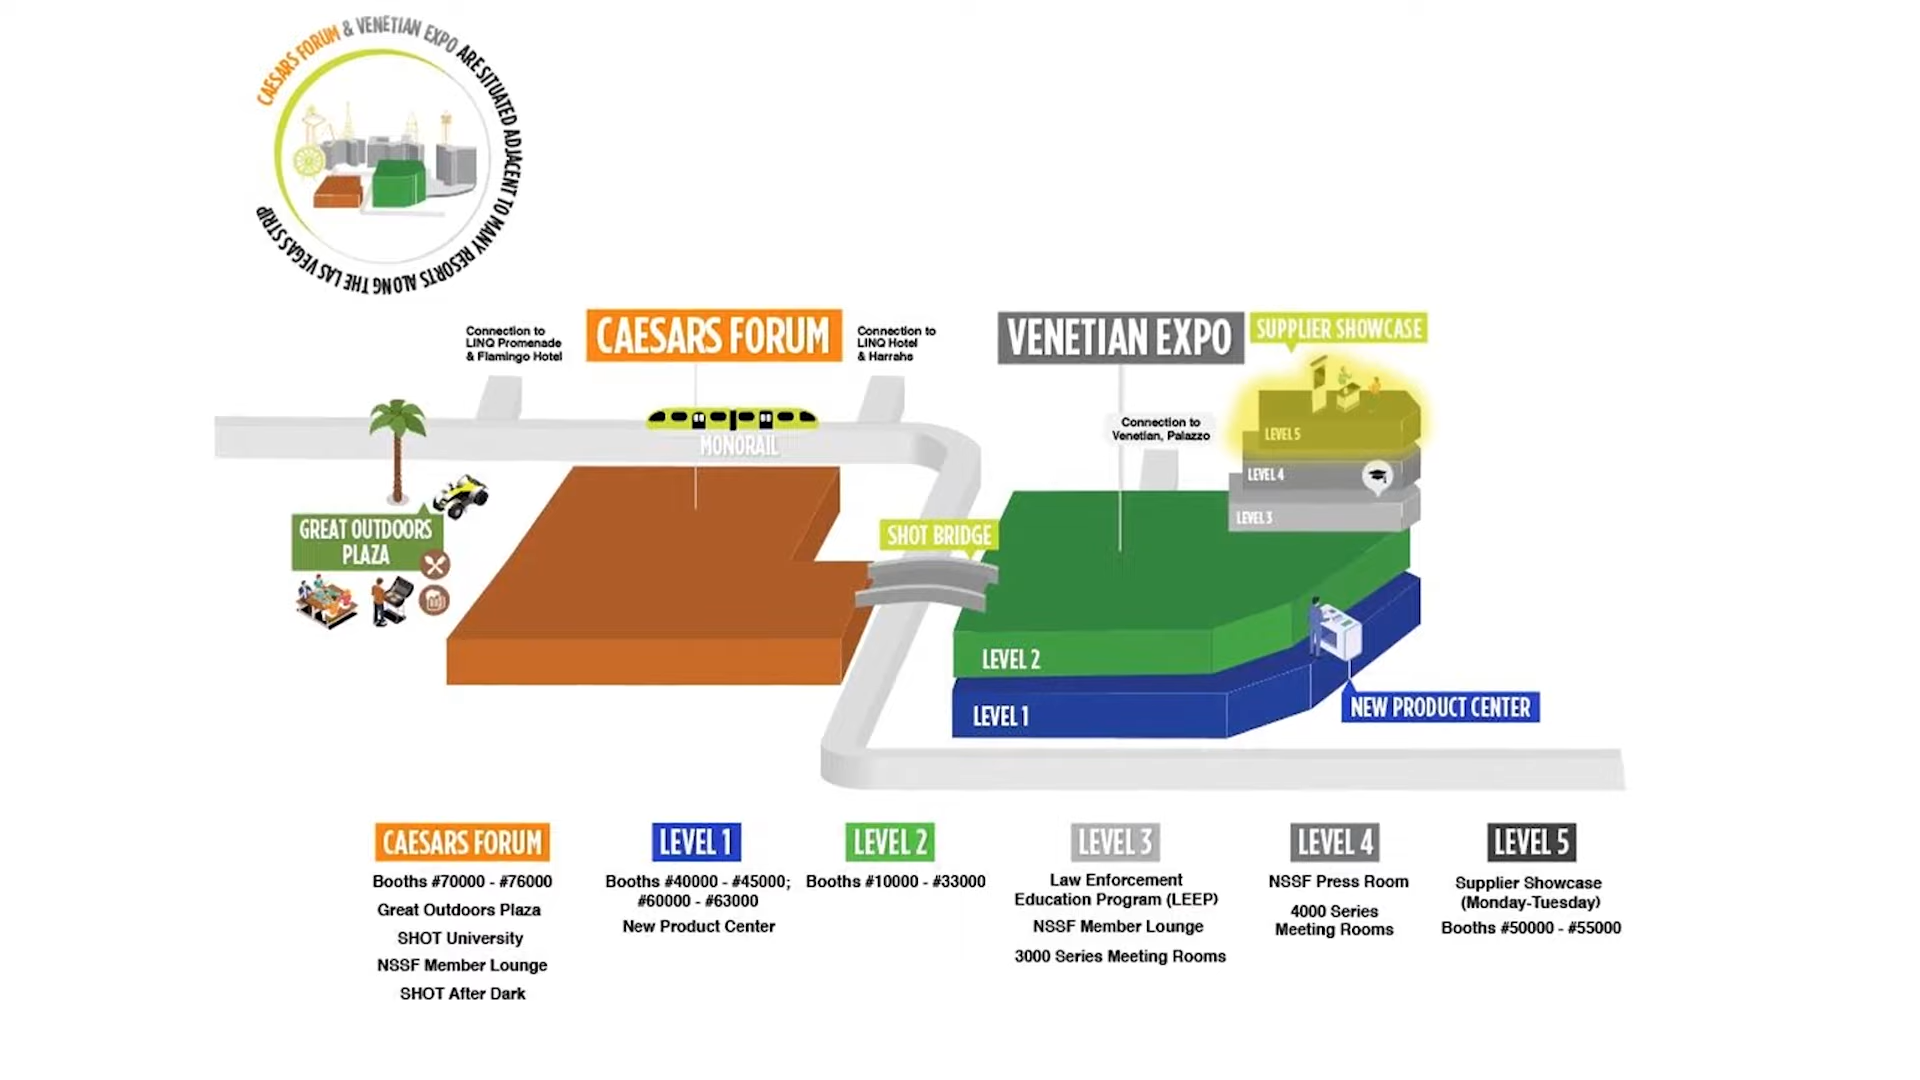 CAESARS FORUM & VENETIAN EXPO ARE SITUATED ADJACENT TO MANY RESORTS ALONG THE LAS VEGAS STRIP
Connection to
LINQ Promenade
& Flamingo Hotel
CAESARS FORUM
Connection to
LINQ Hotel
& Harrahs
VENETIAN EXPO
SUPPLIER SHOWCASE
MONORAIL
Connection to
Venetian, Palazzo
LEVEL 5
LEVEL 4
LEVEL 3
GREAT OUTDOORS
PLAZA
SHOT BRIDGE
LEVEL 2
LEVEL 1
NEW PRODUCT CENTER
CAESARS FORUM
Booths #70000 - #76000
Great Outdoors Plaza
SHOT University
NSSF Member Lounge
SHOT After Dark
LEVEL 1
Booths #40000 - #45000;
#60000 - #63000
New Product Center
LEVEL 2
Booths #10000 - #33000
LEVEL 3
Law Enforcement
Education Program (LEEP)
NSSF Member Lounge
3000 Series Meeting Rooms
LEVEL 4
NSSF Press Room
4000 Series
Meeting Rooms
LEVEL 5
Supplier Showcase
(Monday-Tuesday)
Booths #50000 - #55000